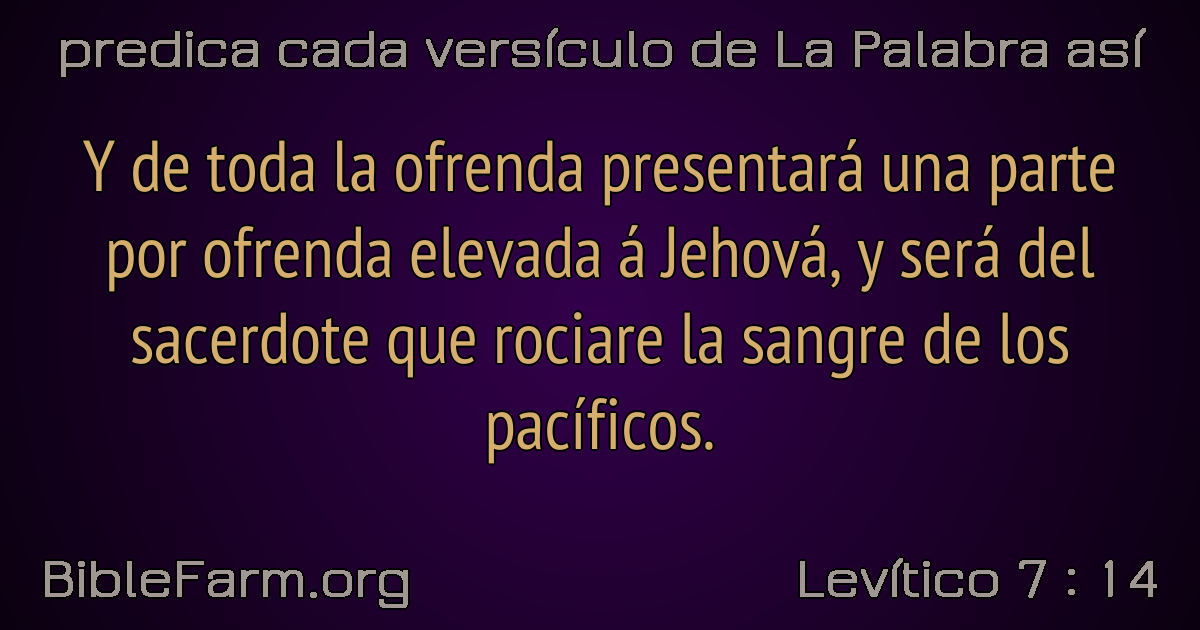 predica cada versículo de La Palabra así
Y de toda la ofrenda presentará una parte
por ofrenda elevada á Jehová, y será del
sacerdote que rociare la sangre de los
pacíficos.
BibleFarm.org
Levítico 7 : 14